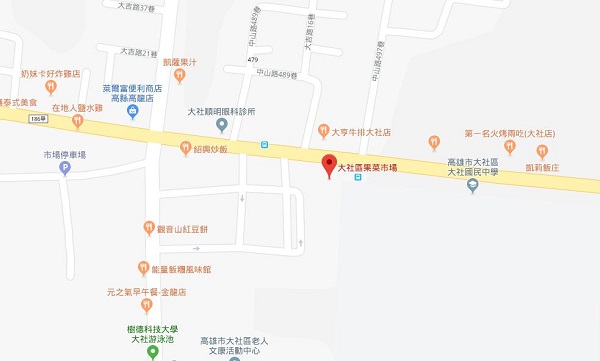 大吉路37巷
中山路489巷
大吉路16巷
中山路497巷
大吉路21巷
凱薩果汁
479
中山路489巷
奶妹卡好炸雞店
萊爾富便利商店
高縣高龍店
泰式美食
在地人鹽水雞
186甲
大社順明眼科診所
大亨牛排大社店
第一名火烤兩吃(大社店)
紹興炒飯
市場停車場
大社區果菜市場
高雄市大社區
大社國民中學
凱莉飯庄
觀音山紅豆餅
能量飯糰風味館
元之氣早午餐-金龍店
樹德科技大學
大社游泳池
高雄市大社區老人
文康活動中心